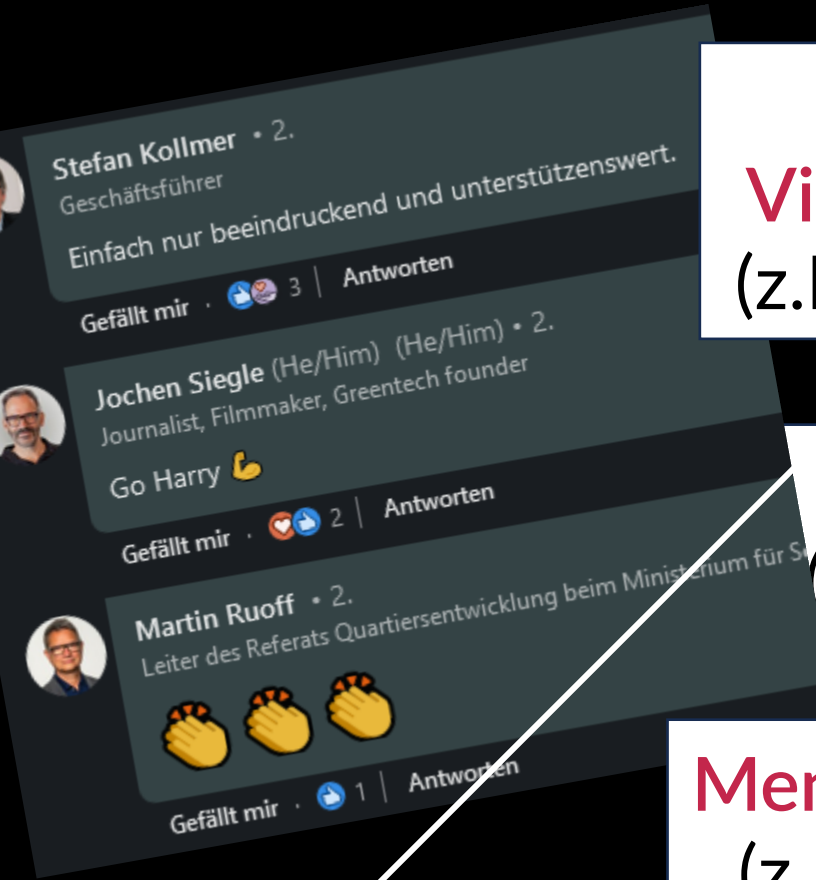 Stefan Kollmer • 2.
Geschäftsführer
Einfach nur beeindruckend und unterstützenswert.
Gefällt mir · 3 | Antworten
Jochen Siegle (He/Him) (He/Him) • 2.
Journalist, Filmmaker, Greentech founder
Go Harry 💪
Gefällt mir · 2 | Antworten
Martin Ruoff • 2.
Leiter des Referats Quartiersentwicklung beim Ministerium für
👏👏👏
Gefällt mir · 1 | Antworten